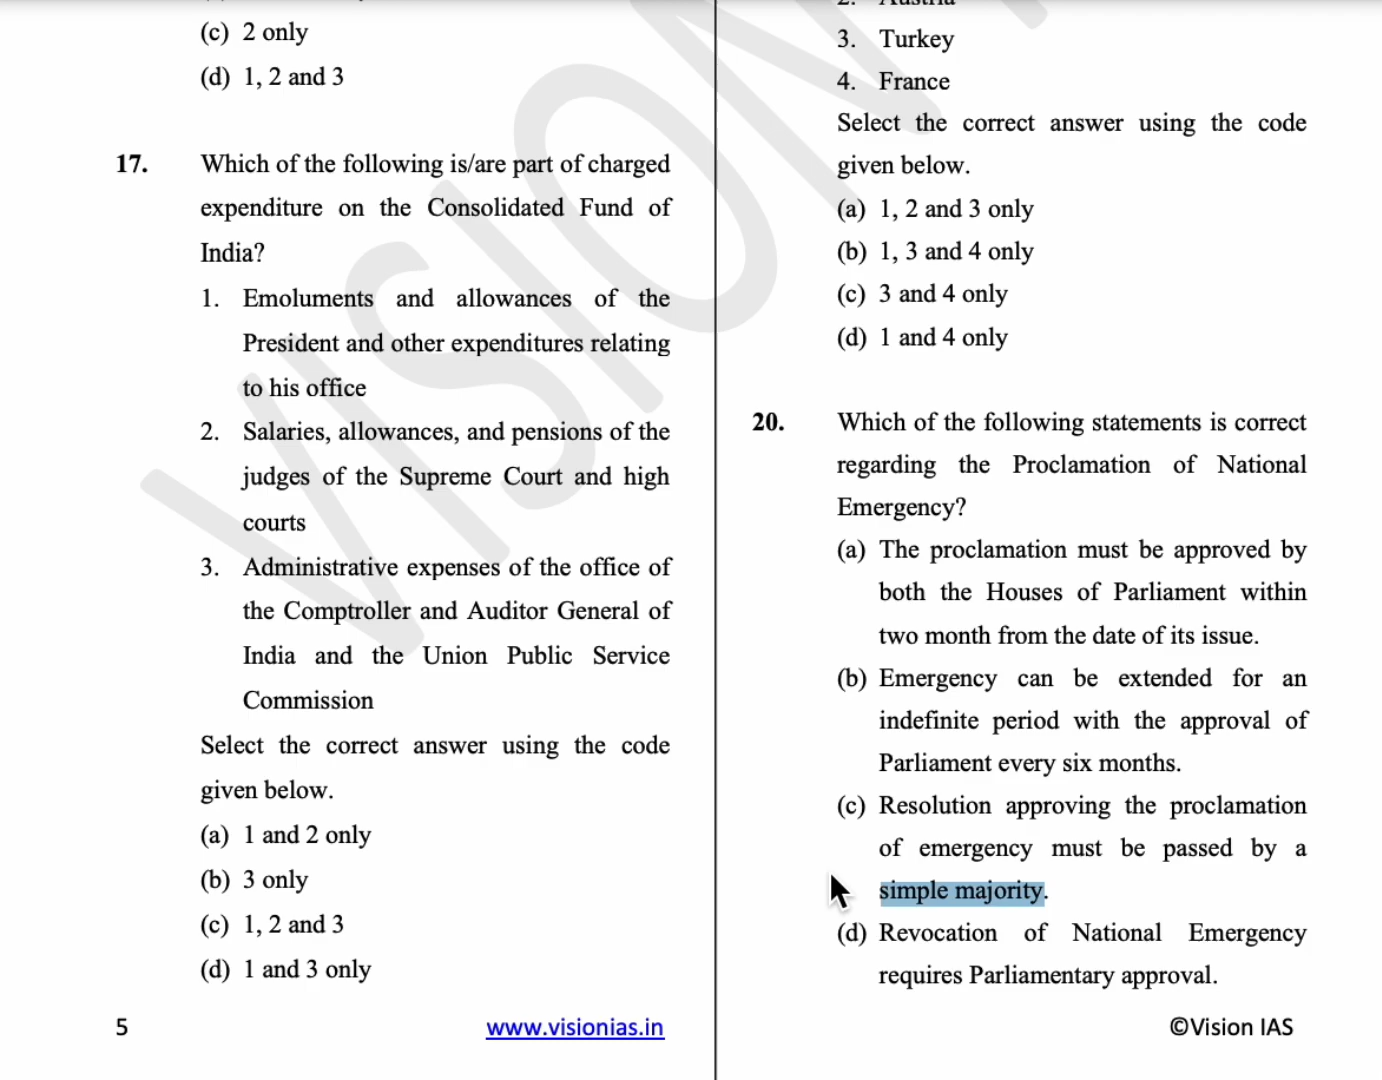 (c) 2 only
(d) 1, 2 and 3
17. Which of the following is/are part of charged
expenditure on the Consolidated Fund of
India?
1. Emoluments and allowances of the
President and other expenditures relating
to his office
2. Salaries, allowances, and pensions of the
judges of the Supreme Court and high
courts
3. Administrative expenses of the office of
the Comptroller and Auditor General of
India and the Union Public Service
Commission
Select the correct answer using the code
given below.
(a) 1 and 2 only
(b) 3 only
(c) 1, 2 and 3
(d) 1 and 3 only
2. Austria
3. Turkey
4. France
Select the correct answer using the code
given below.
(a) 1, 2 and 3 only
(b) 1, 3 and 4 only
(c) 3 and 4 only
(d) 1 and 4 only
20. Which of the following statements is correct
regarding the Proclamation of National
Emergency?
(a) The proclamation must be approved by
both the Houses of Parliament within
two month from the date of its issue.
(b) Emergency can be extended for an
indefinite period with the approval of
Parliament every six months.
(c) Resolution approving the proclamation
of emergency must be passed by a
simple majority.
(d) Revocation of National Emergency
requires Parliamentary approval.
5
www.visionias.in
©Vision IAS
VISION